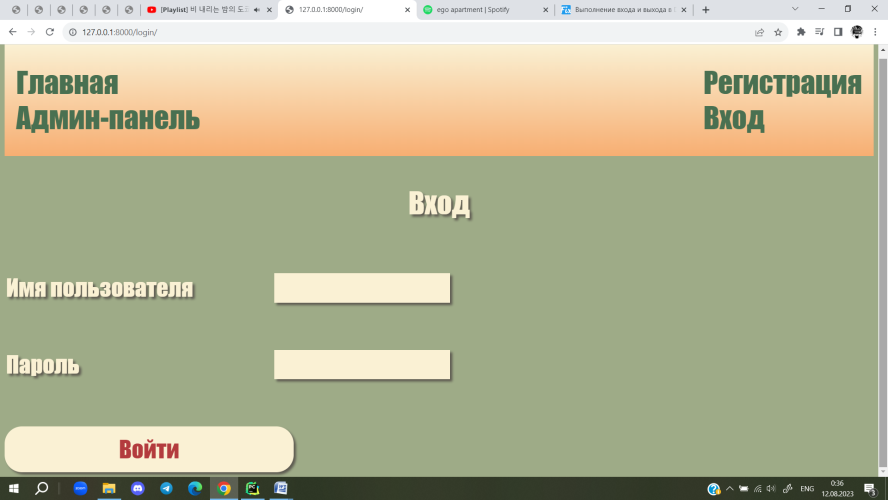 [Playlist] 비 내리는 밤의 도
127.0.0.1:8000/login/
ego apartment | Spotify
Выполнение входа и выхода в
127.0.0.1:8000/login/
Главная
Админ-панель
Регистрация
Вход
Вход
Имя пользователя
Пароль
Войти
ENG
0:36
12.08.2023